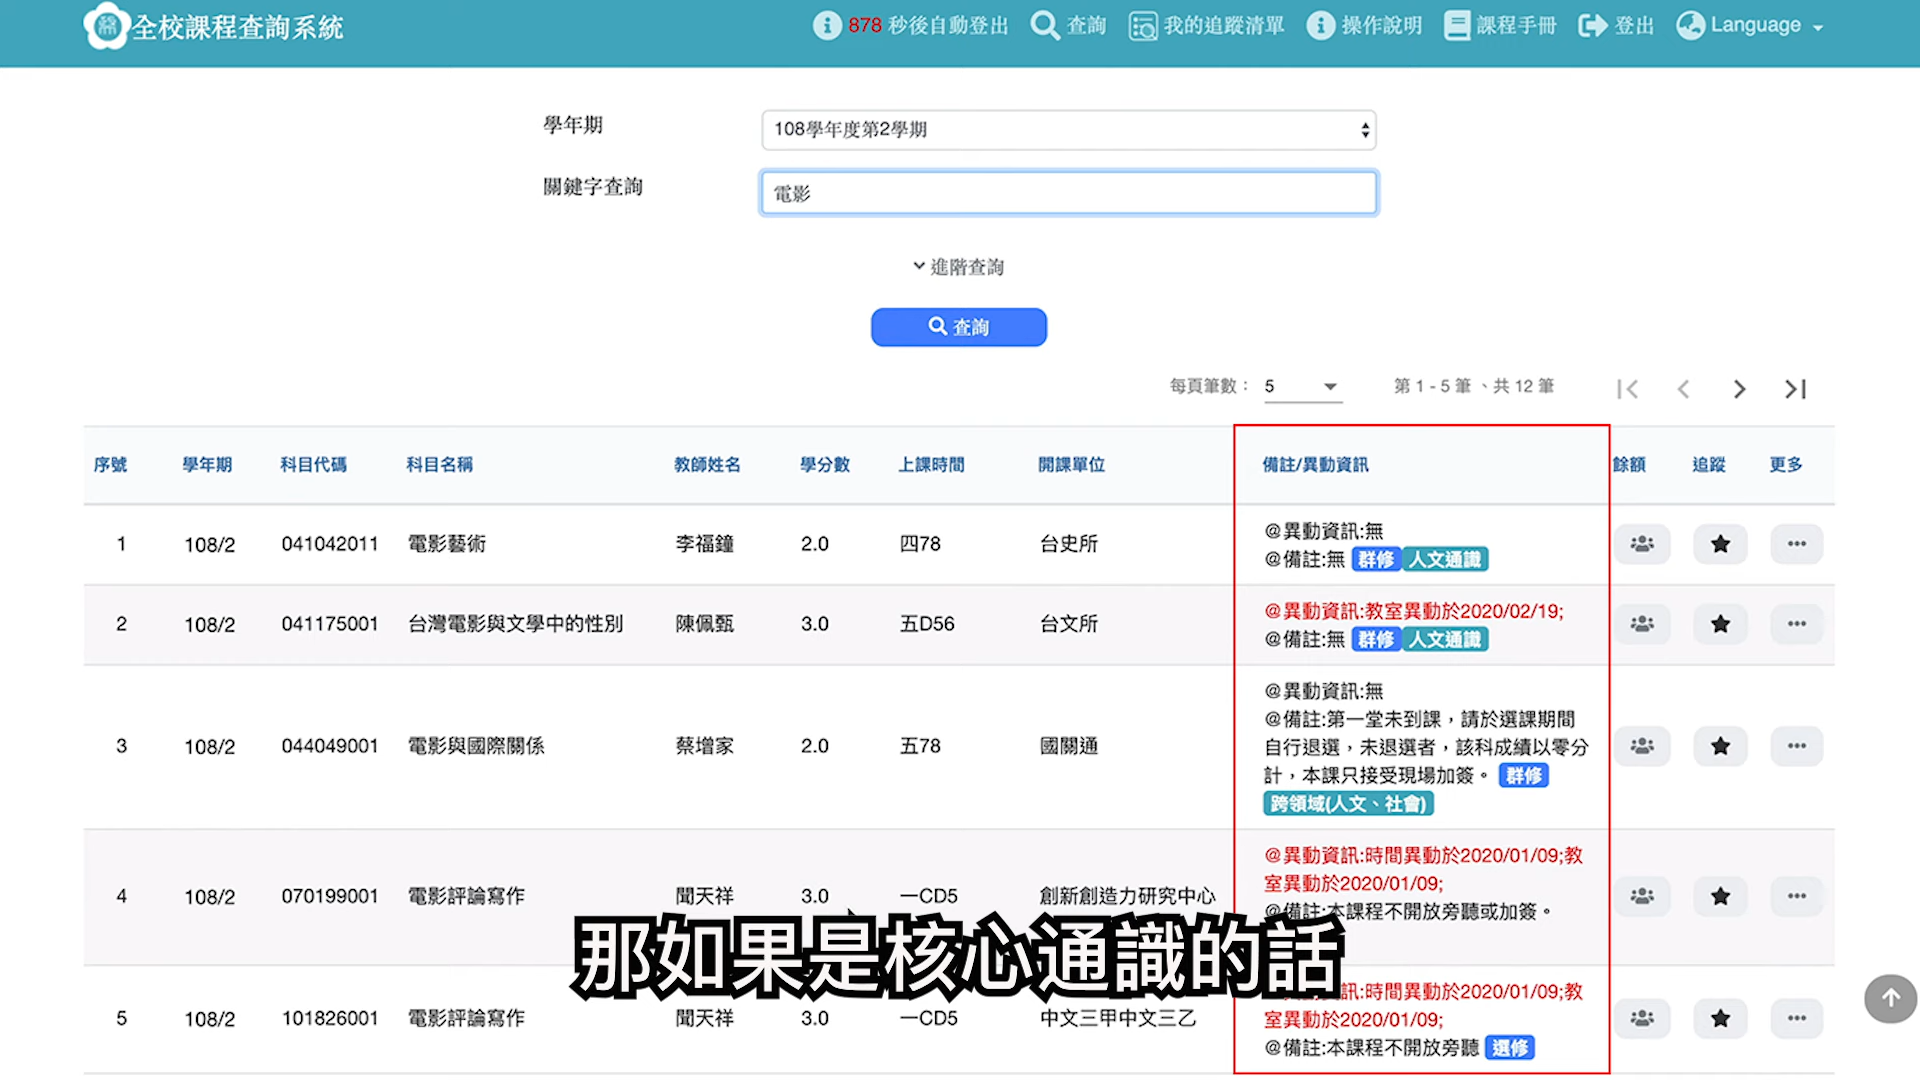 全校課程查詢系統
878 秒後自動登出 查詢 我的追蹤清單 操作說明 課程手冊 登出 Language
學年期 108學年度第2學期
關鍵字查詢 電影
進階查詢
查詢
每頁筆數： 5 第 1 - 5 筆 、共 12 筆
序號 學年期 科目代碼 科目名稱 教師姓名 學分數 上課時間 開課單位 備註/異動資訊 餘額 追蹤 更多
1 108/2 041042011 電影藝術 李福鐘 2.0 四78 台史所
@異動資訊:無
@備註:無 群修 人文通識
2 108/2 041175001 台灣電影與文學中的性別 陳佩甄 3.0 五D56 台文所
@異動資訊:教室異動於2020/02/19;
@備註:無 群修 人文通識
3 108/2 044049001 電影與國際關係 蔡增家 2.0 五78 國關通
@異動資訊:無
@備註:第一堂未到課，請於選課期間
自行退選，未退選者，該科成績以零分
計，本課只接受現場加簽。 群修
跨領域(人文、社會)
4 108/2 070199001 電影評論寫作 聞天祥 3.0 一CD5 創新創造力研究中心
@異動資訊:時間異動於2020/01/09;教
室異動於2020/01/09;
@備註:本課程不開放旁聽或加簽。
那如果是核心通識的話
5 108/2 101826001 電影評論寫作 聞天祥 3.0 一CD5 中文三甲中文三乙
訊:時間異動於2020/01/09;教
室異動於2020/01/09;
@備註:本課程不開放旁聽 選修